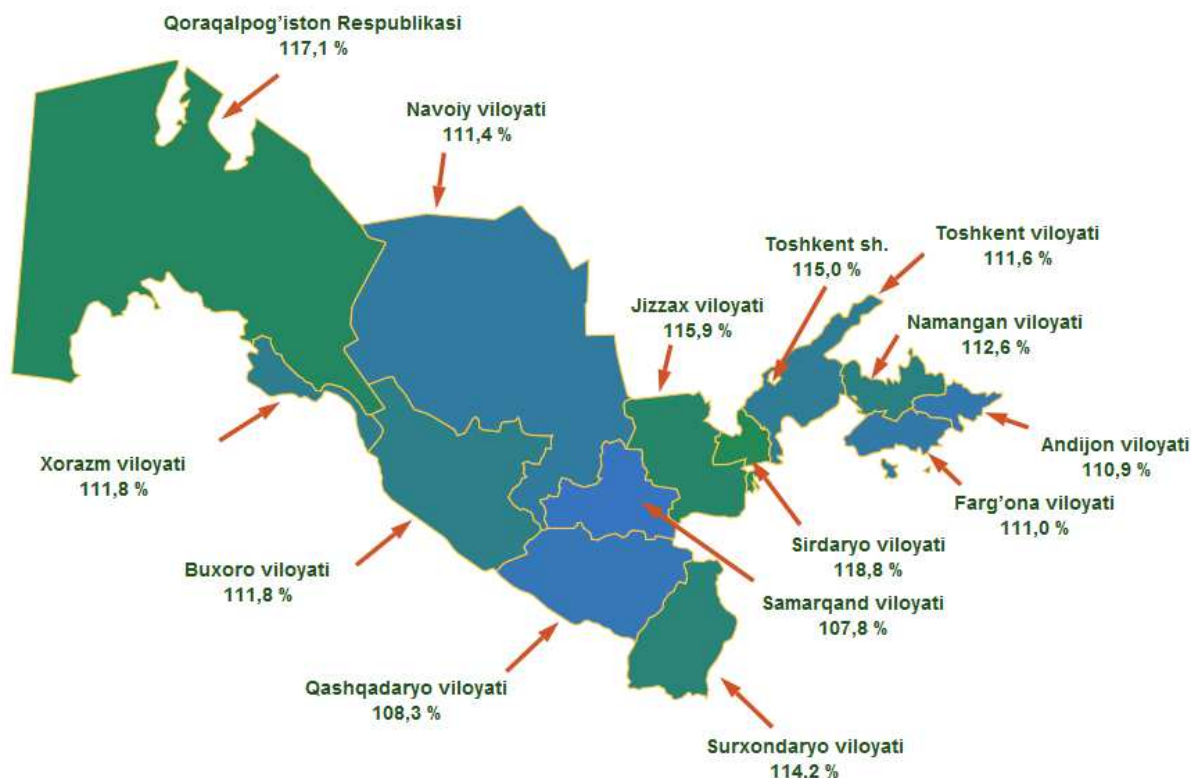 Qoraqalpog’iston Respublikasi
117,1 %
Navoiy viloyati
111,4 %
Toshkent sh.
115,0 %
Toshkent viloyati
111,6 %
Jizzax viloyati
115,9 %
Namangan viloyati
112,6 %
Xorazm viloyati
111,8 %
Andijon viloyati
110,9 %
Farg’ona viloyati
111,0 %
Buxoro viloyati
111,8 %
Sirdaryo viloyati
118,8 %
Samarqand viloyati
107,8 %
Qashqadaryo viloyati
108,3 %
Surxondaryo viloyati
114,2 %